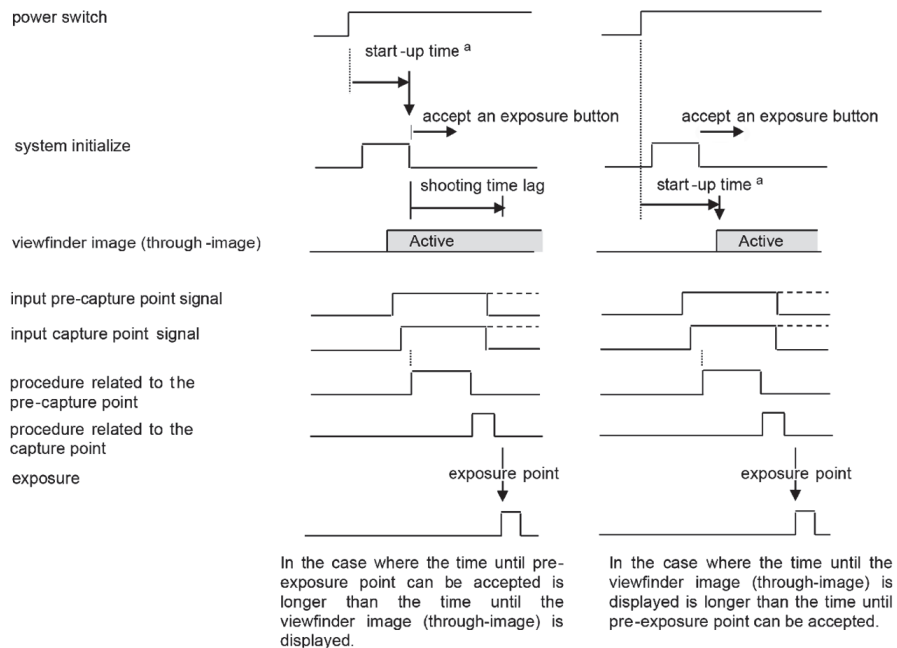 power switch
start-up time a
accept an exposure button
accept an exposure button
system initialize
shooting time lag
start-up time a
viewfinder image (through-image)
Active
Active
input pre-capture point signal
input capture point signal
procedure related to the
pre-capture point
procedure related to the
capture point
exposure
exposure point
exposure point
In the case where the time until pre-
exposure point can be accepted is
longer than the time until the
viewfinder image (through-image) is
displayed.
In the case where the time until the
viewfinder image (through-image) is
displayed is longer than the time until
pre-exposure point can be accepted.